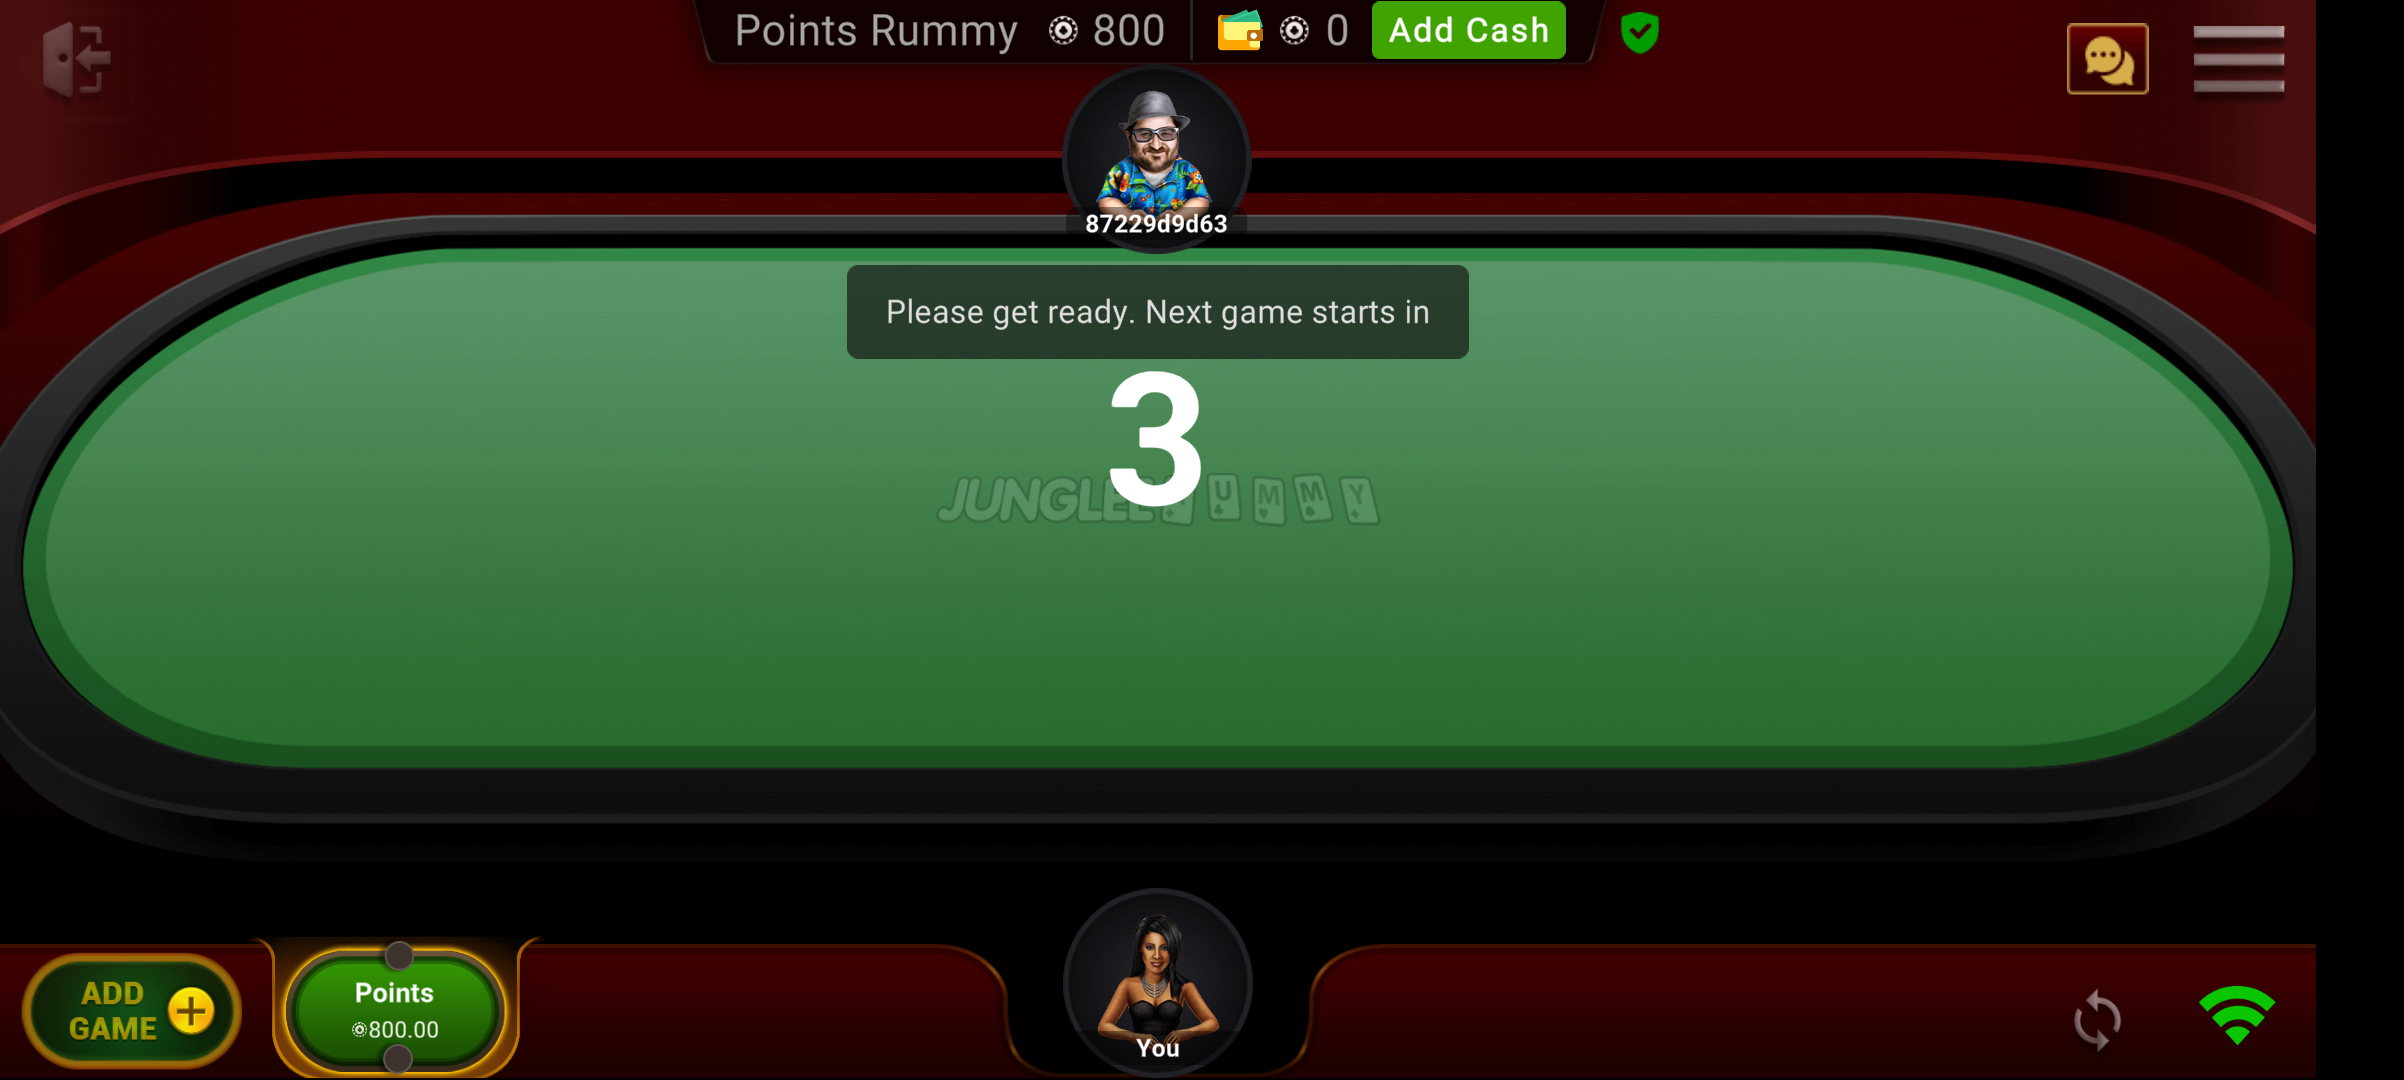 Points Rummy 800 0 Add Cash
87229d9d63
Please get ready. Next game starts in
3
JUNGLEE UMMY
ADD
GAME
Points
800.00
You